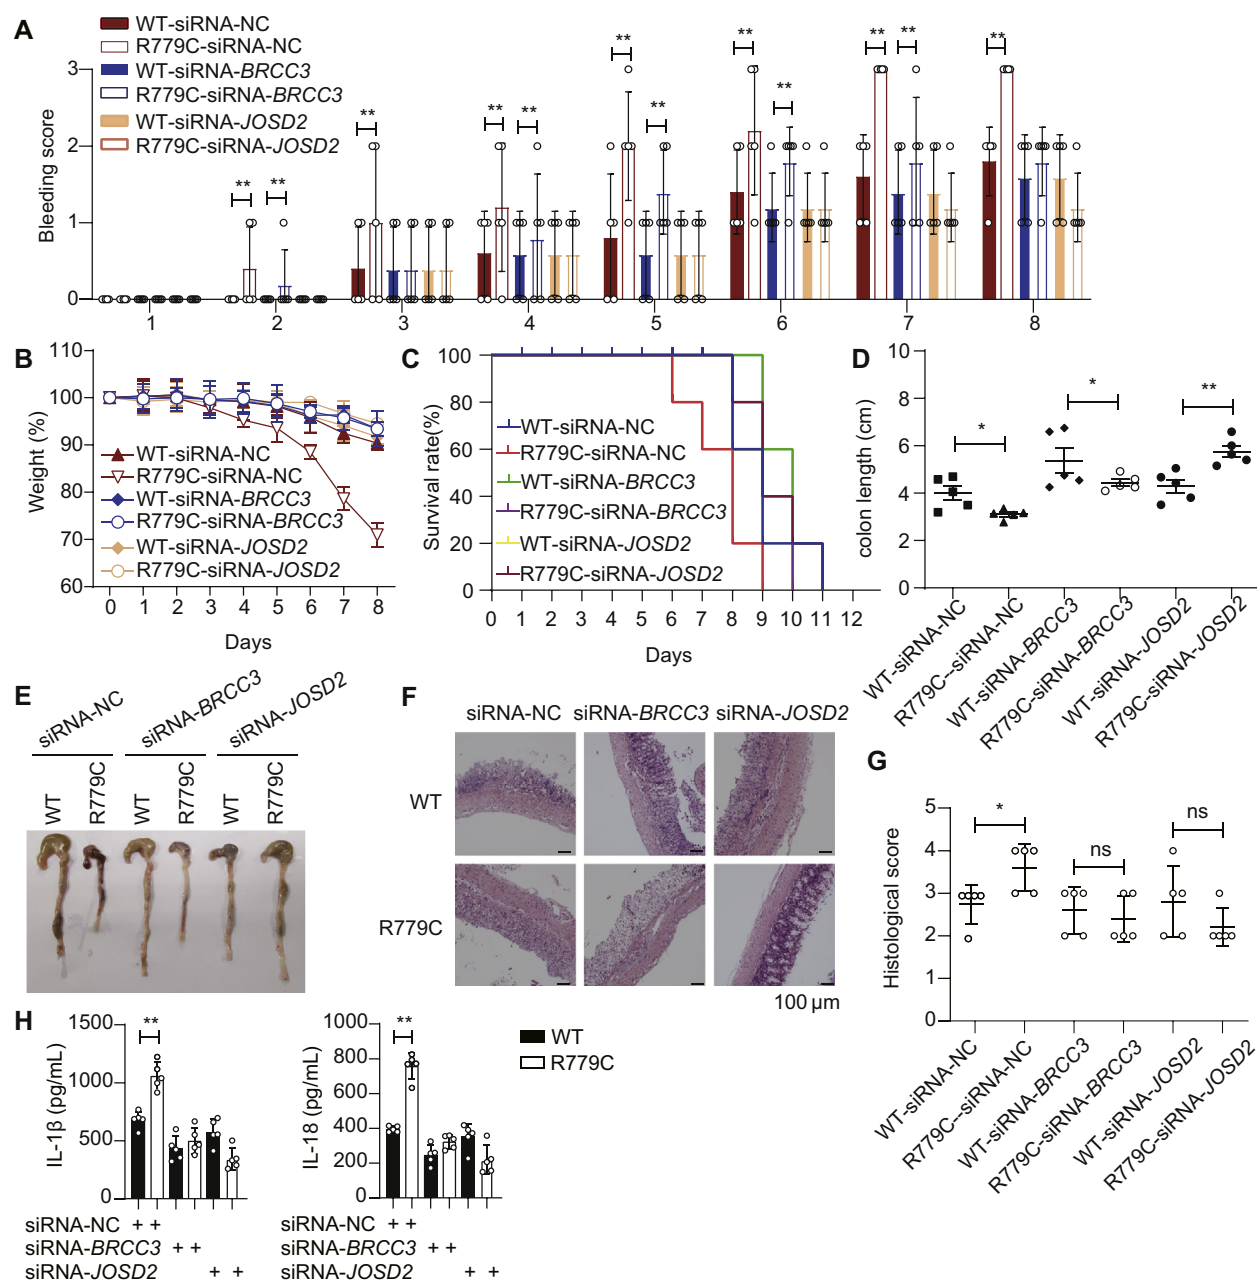 A
WT-siRNA-NC
R779C-siRNA-NC
WT-siRNA-BRCC3
R779C-siRNA-BRCC3
WT-siRNA-JOSD2
R779C-siRNA-JOSD2
Bleeding score
3
2
1
0
** ** ** ** ** ** ** ** ** ** ** **
1 2 3 4 5 6 7 8
B
Weight (%)
110
100
90
80
70
60
WT-siRNA-NC
R779C-siRNA-NC
WT-siRNA-BRCC3
R779C-siRNA-BRCC3
WT-siRNA-JOSD2
R779C-siRNA-JOSD2
0 1 2 3 4 5 6 7 8
Days
C
Survival rate(%)
100
80
60
40
20
0
WT-siRNA-NC
R779C-siRNA-NC
WT-siRNA-BRCC3
R779C-siRNA-BRCC3
WT-siRNA-JOSD2
R779C-siRNA-JOSD2
0 1 2 3 4 5 6 7 8 9 10 11 12
Days
D
colon length (cm)
10
8
6
4
2
0
* * **
WT-siRNA-NC
R779C--siRNA-NC
WT-siRNA-BRCC3
R779C-siRNA-BRCC3
WT-siRNA-JOSD2
R779C-siRNA-JOSD2
E
siRNA-NC
siRNA-BRCC3
siRNA-JOSD2
WT
R779C
WT
R779C
WT
R779C
F
siRNA-NC siRNA-BRCC3 siRNA-JOSD2
WT
R779C
100 µm
G
Histological score
5
4
3
2
1
0
* ns ns
WT-siRNA-NC
R779C--siRNA-NC
WT-siRNA-BRCC3
R779C-siRNA-BRCC3
WT-siRNA-JOSD2
R779C-siRNA-JOSD2
H
IL-1β (pg/mL)
1500
1000
500
0
**
siRNA-NC + +
siRNA-BRCC3 + +
siRNA-JOSD2 + +
IL-18 (pg/mL)
1000
800
600
400
200
0
**
siRNA-NC + +
siRNA-BRCC3 + +
siRNA-JOSD2 + +
WT
R779C